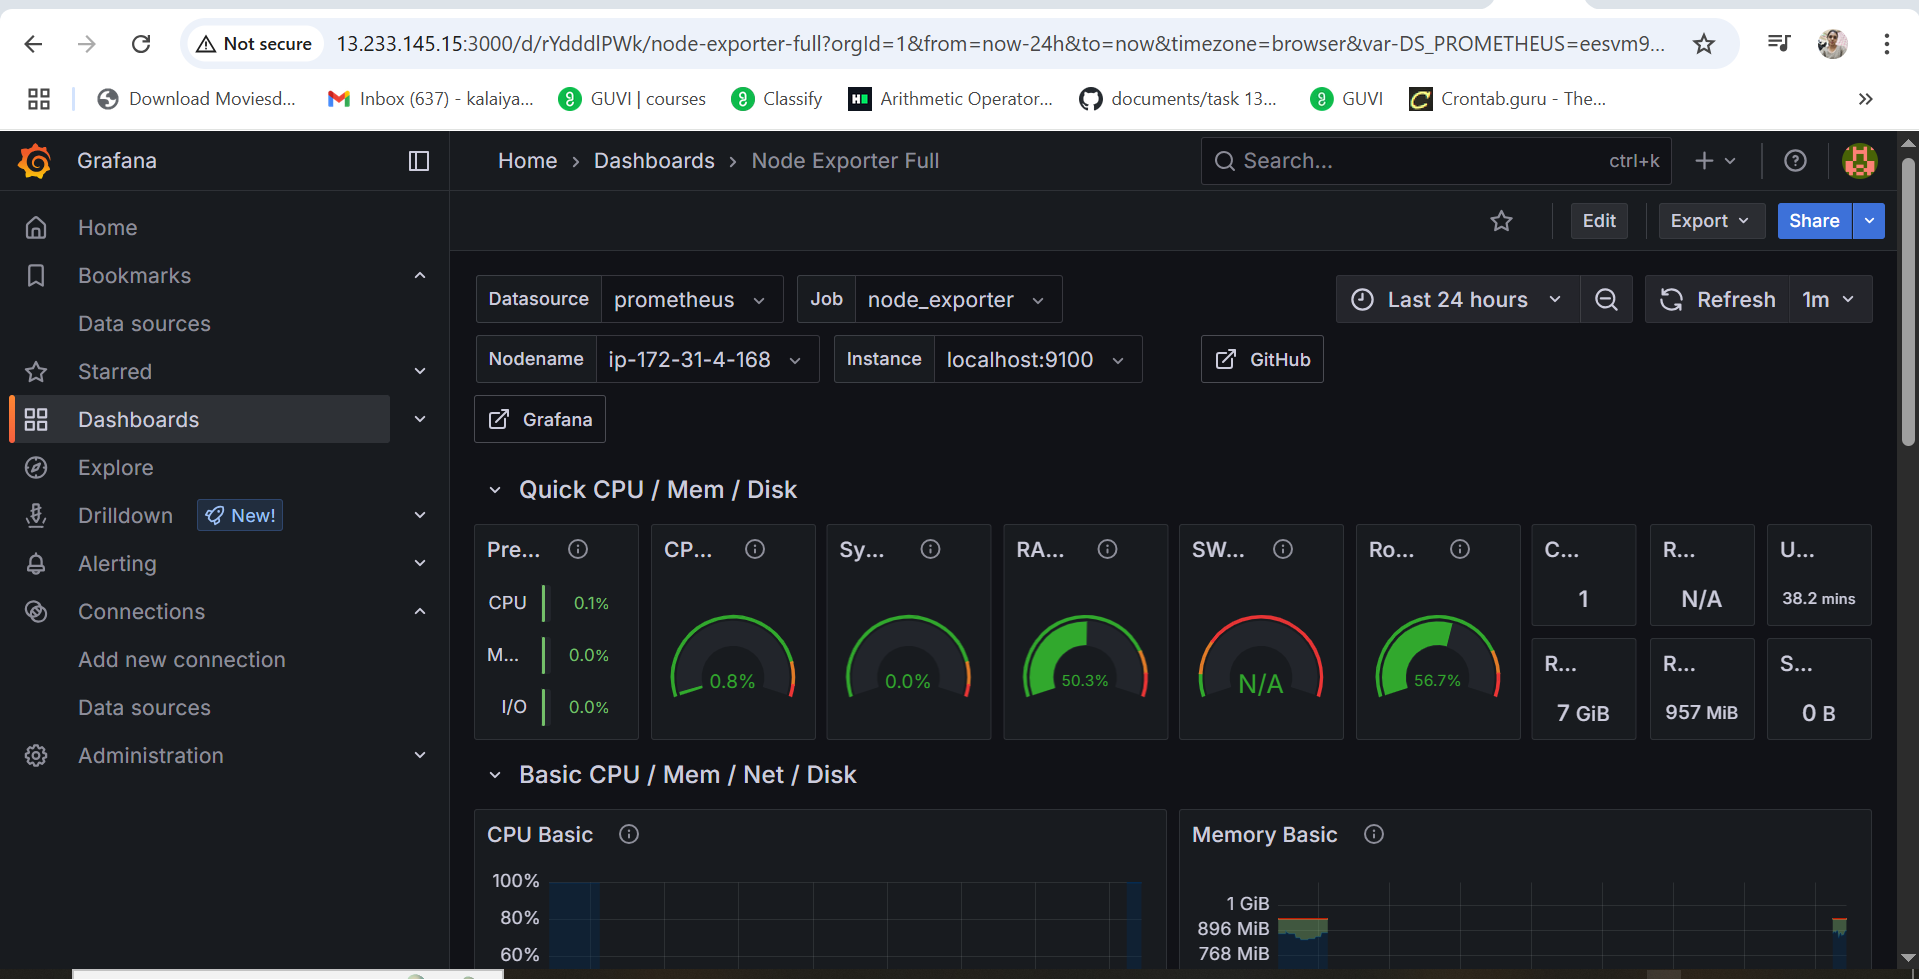 Not secure 13.233.145.15:3000/d/rYdddlPWk/node-exporter-full?orgId=1&from=now-24h&to=now&timezone=browser&var-DS_PROMETHEUS=eesvm9...
Download Moviesd... Inbox (637) - kalaiya... GUVI | courses Classify Arithmetic Operator... documents/task 13... GUVI Crontab.guru - The...
Grafana
Home › Dashboards › Node Exporter Full
Search... ctrl+k
Edit Export Share
Home
Bookmarks
Data sources
Starred
Dashboards
Explore
Drilldown New!
Alerting
Connections
Add new connection
Data sources
Administration
Datasource prometheus Job node_exporter
Last 24 hours Refresh 1m
Nodename ip-172-31-4-168 Instance localhost:9100 GitHub
Grafana
Quick CPU / Mem / Disk
Pre...
CPU 0.1%
M... 0.0%
I/O 0.0%
CP...
0.8%
Sy...
0.0%
RA...
50.3%
SW...
N/A
Ro...
56.7%
C...
1
R...
N/A
U...
38.2 mins
R...
7 GiB
R...
957 MiB
S...
0 B
Basic CPU / Mem / Net / Disk
CPU Basic
100%
80%
60%
Memory Basic
1 GiB
896 MiB
768 MiB